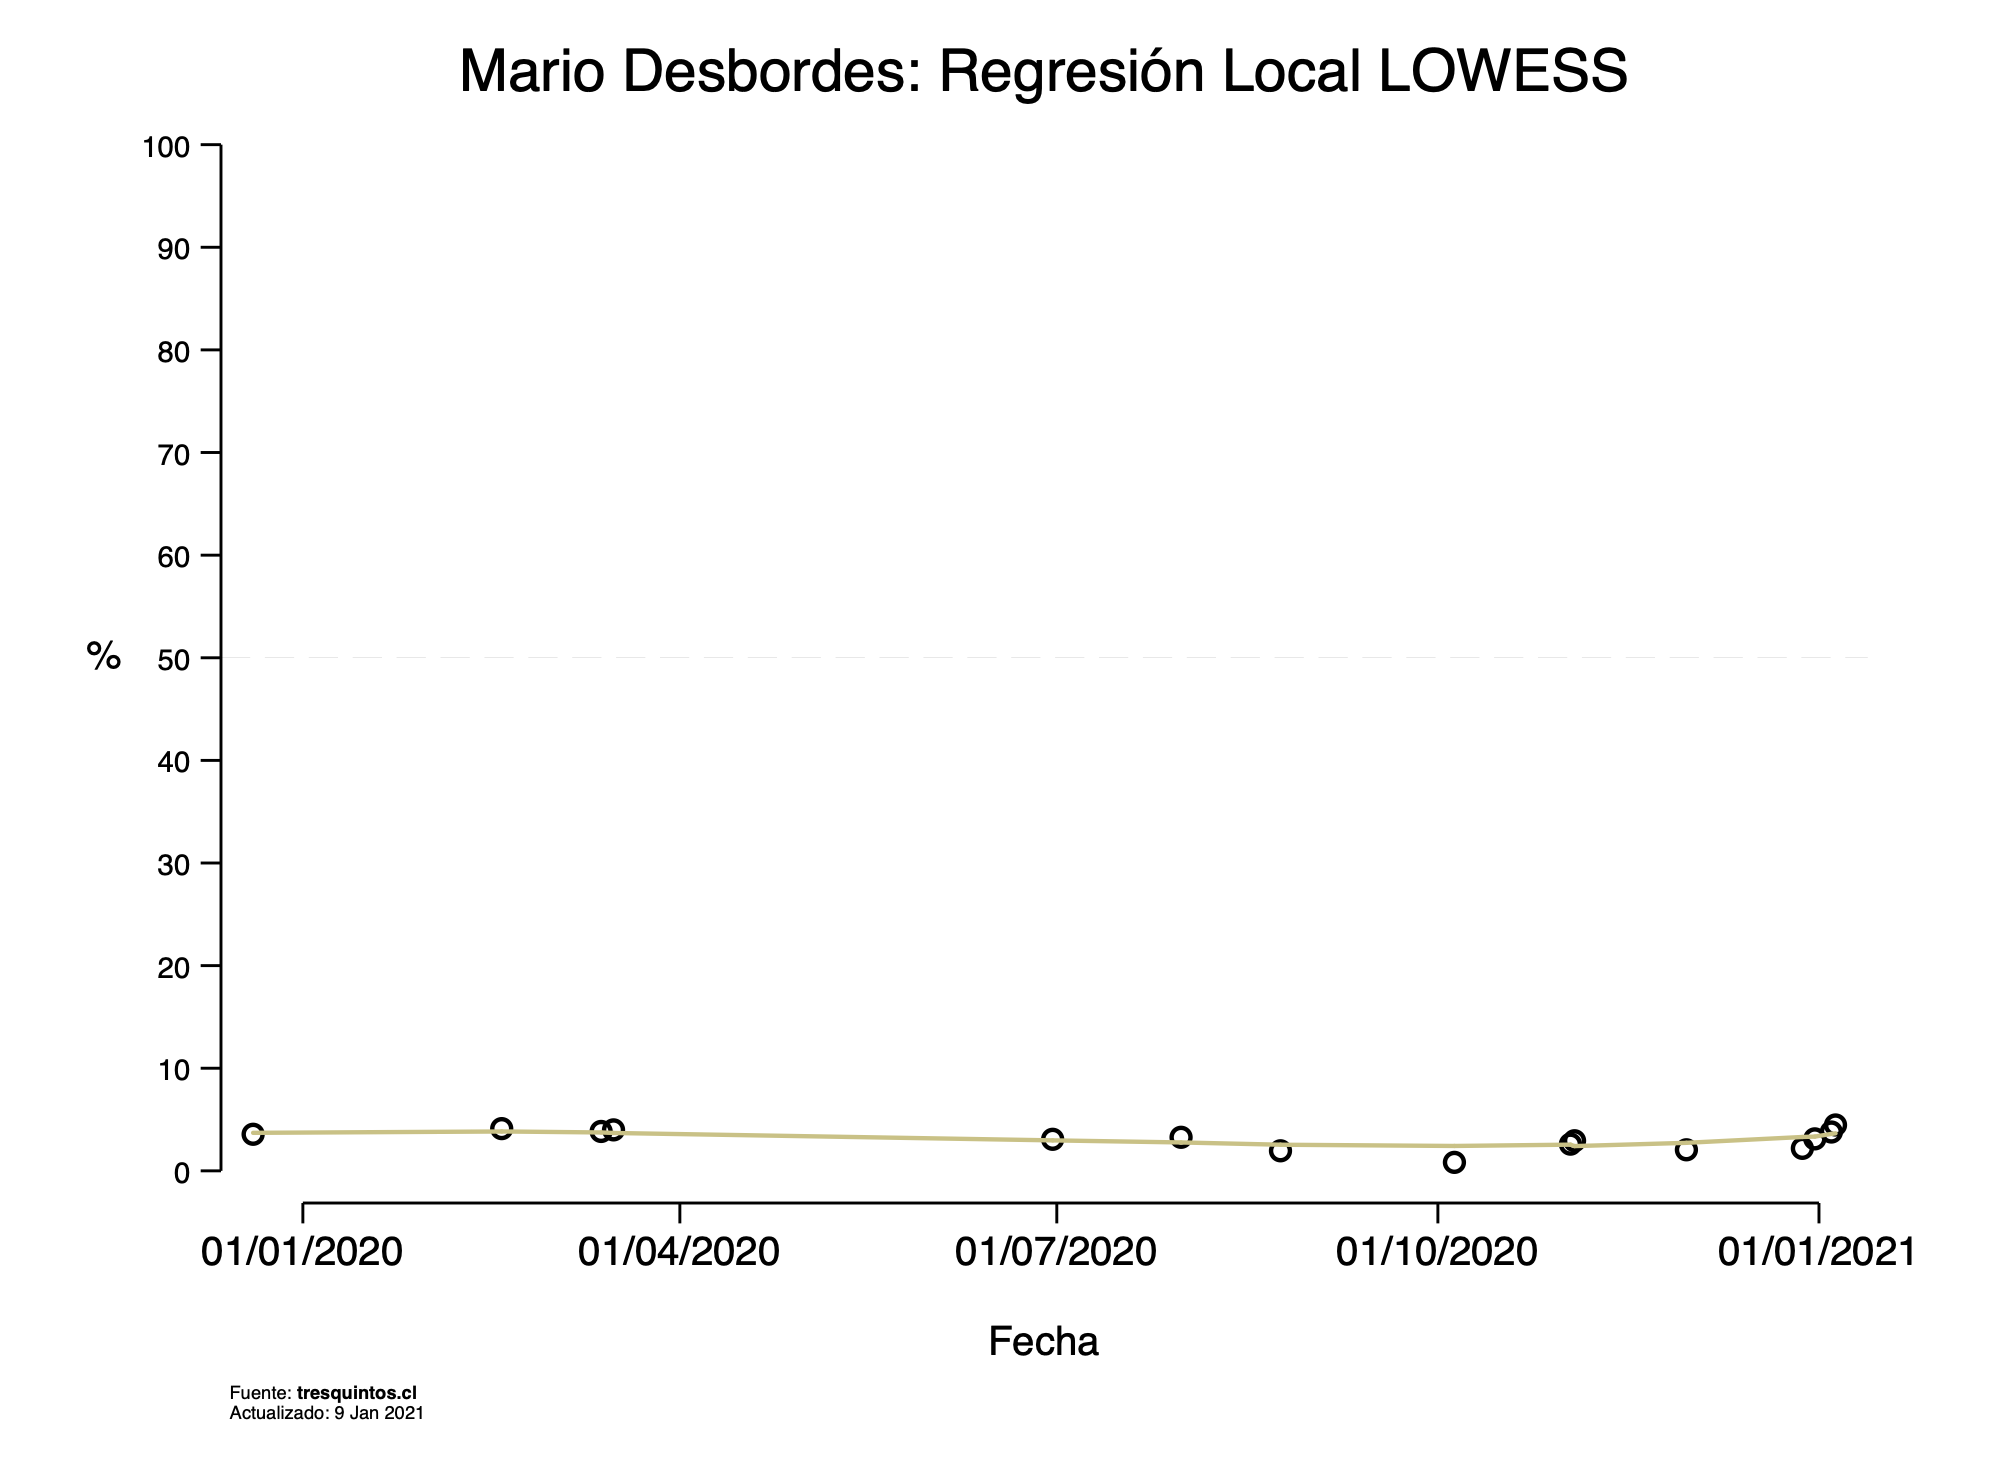 Mario Desbordes: Regresión Local LOWESS
100
90
80
70
60
% 50
40
30
20
10
0
01/01/2020 01/04/2020 01/07/2020 01/10/2020 01/01/2021
Fecha
Fuente: tresquintos.cl
Actualizado: 9 Jan 2021